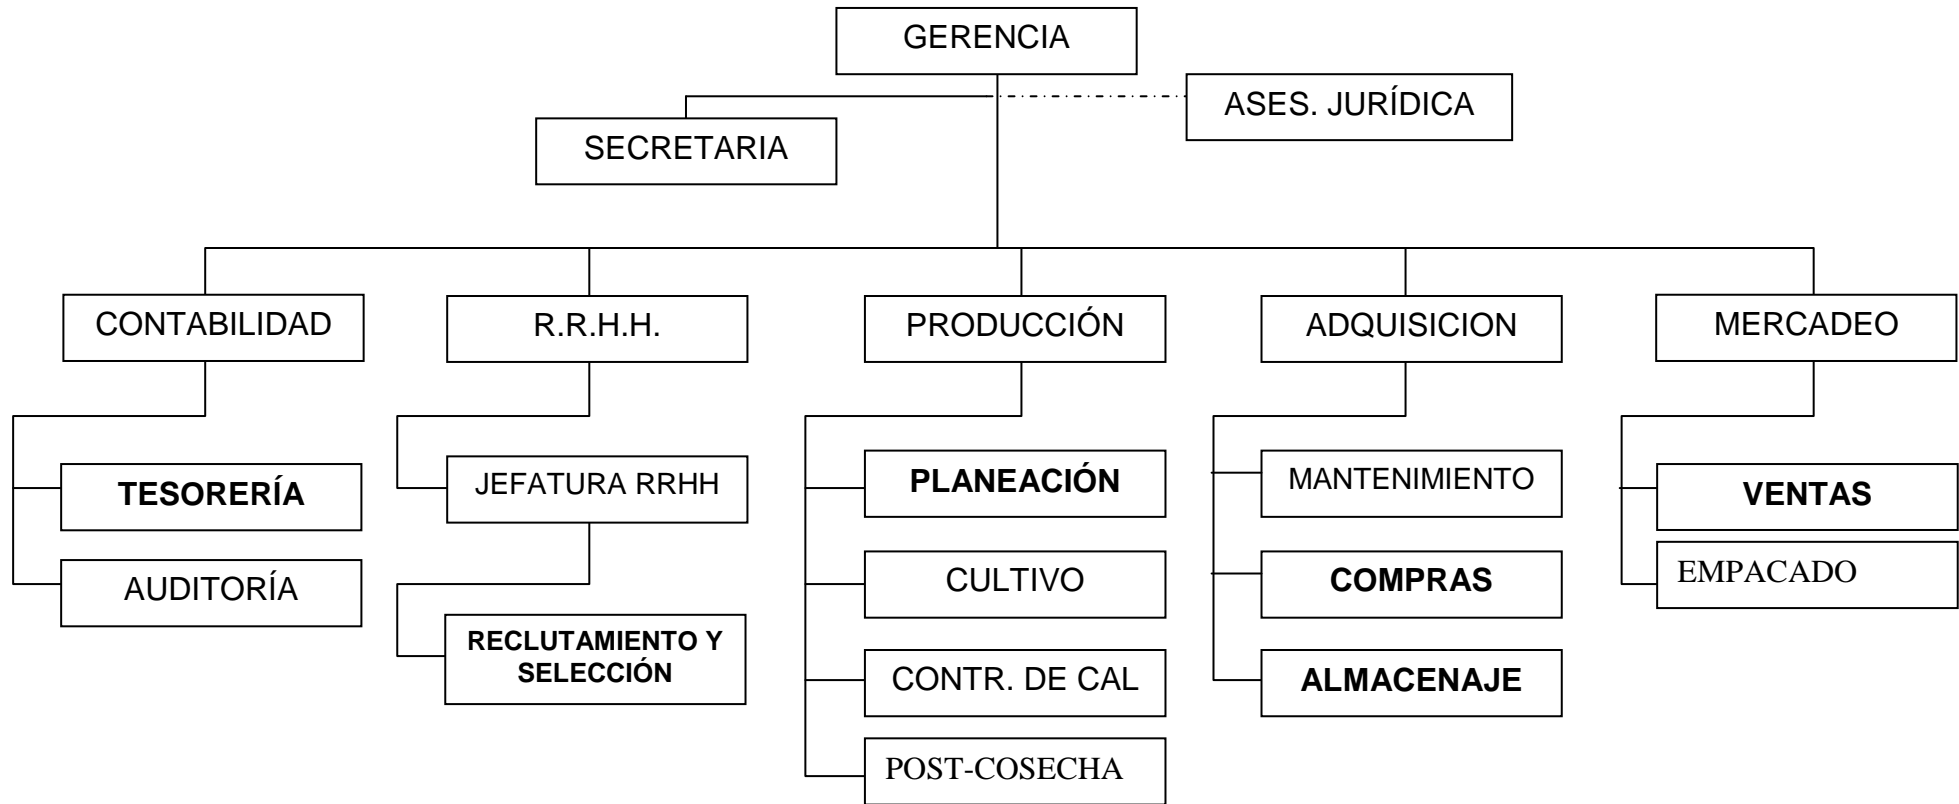 GERENCIA
ASES. JURÍDICA
SECRETARIA
CONTABILIDAD
R.R.H.H.
PRODUCCIÓN
ADQUISICION
MERCADEO
TESORERÍA
AUDITORÍA
JEFATURA RRHH
RECLUTAMIENTO Y
SELECCIÓN
PLANEACIÓN
CULTIVO
CONTR. DE CAL
POST-COSECHA
MANTENIMIENTO
COMPRAS
ALMACENAJE
VENTAS
EMPACADO